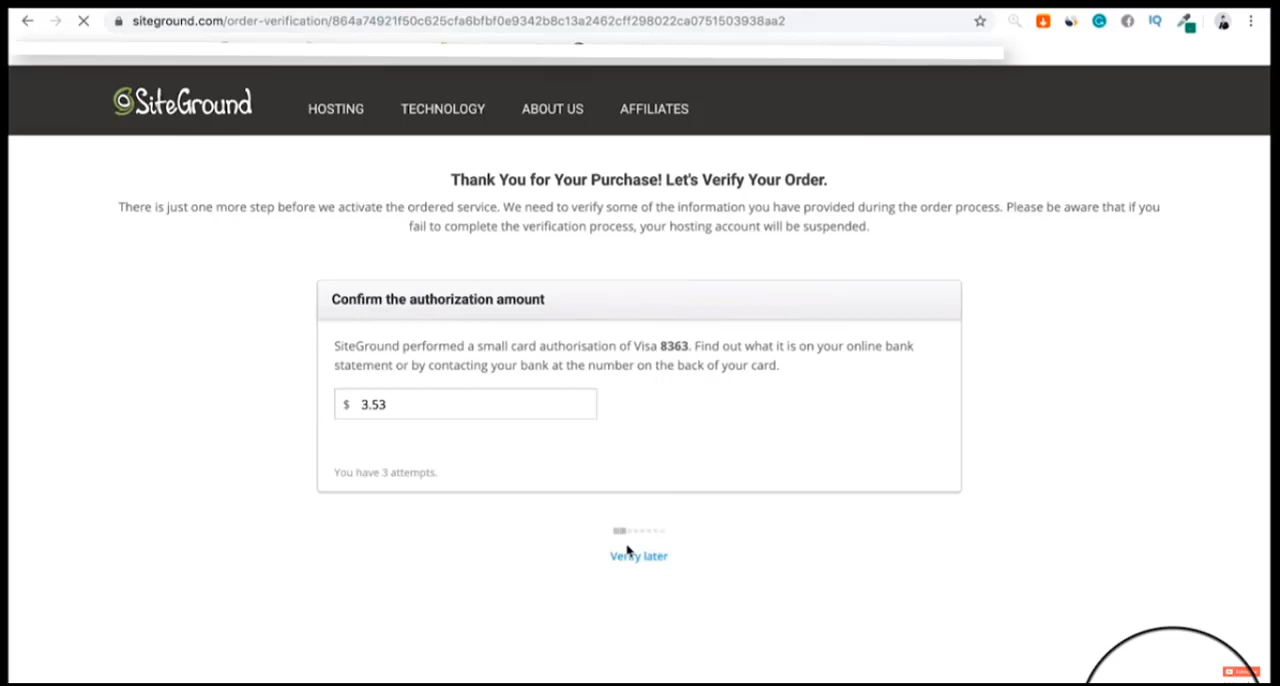 siteground.com/order-verification/864a74921f50c625cfa6bfbf0e9342b8c13a2462cff298022ca0751503938aa2
IQ
SiteGround HOSTING TECHNOLOGY ABOUT US AFFILIATES
Thank You for Your Purchase! Let's Verify Your Order.
There is just one more step before we activate the ordered service. We need to verify some of the information you have provided during the order process. Please be aware that if you
fail to complete the verification process, your hosting account will be suspended.
Confirm the authorization amount
SiteGround performed a small card authorisation of Visa 8363. Find out what it is on your online bank
statement or by contacting your bank at the number on the back of your card.
$ 3.53
You have 3 attempts.
Verify later